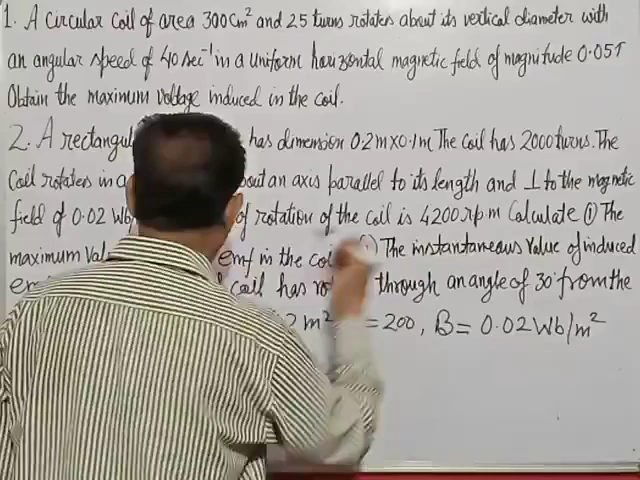 1. A Circular Coil of area 300 Cm² and 25 turns rotates about its vertical diameter with
an angular speed of 40 sec⁻¹ in a uniform horizontal magnetic field of magnitude 0.05T
Obtain the maximum voltage induced in the coil.
2. A rectangul has dimension 0.2m×0.1m The coil has 2000 turns. The
Coil rotates in a about an axis parallel to its length and ⊥ to the magnetic
field of 0.02 Wb of rotation of the coil is 4200 r.p.m Calculate (i) The
maximum emf in the The instantaneous value of induced
coil has through an angle of 30° from the
2 m² = 200, B = 0.02 Wb/m²